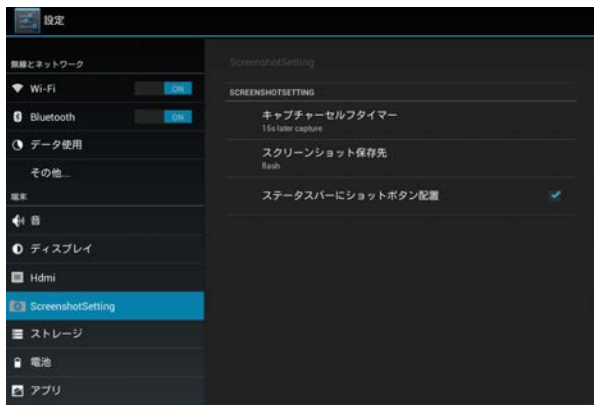 設定
無線とネットワーク
Wi-Fi ON
Bluetooth ON
データ使用
その他...
端末
音
ディスプレイ
Hdmi
ScreenshotSetting
ストレージ
電池
アプリ
ScreenshotSetting
SCREENSHOTSETTING
キャプチャーセルフタイマー
15s later capture
スクリーンショット保存先
flash
ステータスバーにショットボタン配置